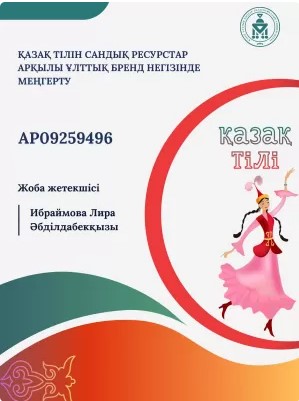 ҚАЗАҚ ТІЛІН САНДЫҚ РЕСУРСТАР
АРҚЫЛЫ ҰЛТТЫҚ БРЕНД НЕГІЗІНДЕ
МЕҢГЕРТУ
AP09259496
қазақ
тілі
Жоба жетекшісі
Ибраймова Лира
Әбділдабекқызы